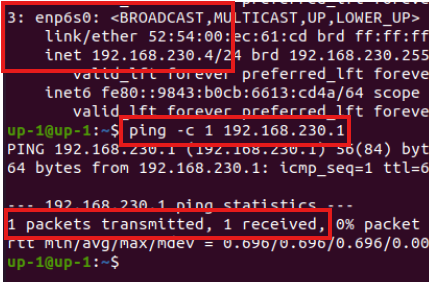 3: enp6s0: <BROADCAST,MULTICAST,UP,LOWER_UP>
link/ether 52:54:00:ec:61:cd brd ff:ff:ff
inet 192.168.230.4/24 brd 192.168.230.255
valid_lft forever preferred_lft foreve
inet6 fe80::9843:b0cb:6613:cd4a/64 scope
valid_lft forever preferred_lft foreve
up-1@up-1:~$ ping -c 1 192.168.230.1
PING 192.168.230.1 (192.168.230.1) 56(84) byt
64 bytes from 192.168.230.1: icmp_seq=1 ttl=6
--- 192.168.230.1 ping statistics ---
1 packets transmitted, 1 received, 0% packet
rtt min/avg/max/mdev = 0.696/0.696/0.696/0.00
up-1@up-1:~$